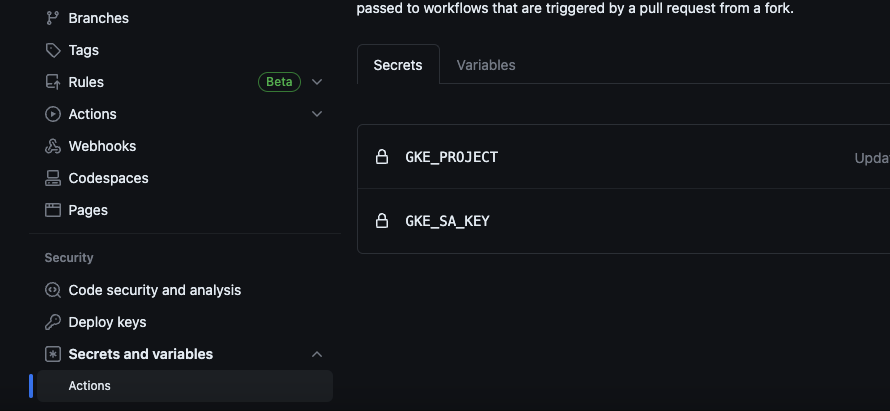 Branches
Tags
Rules
Beta
Actions
Webhooks
Codespaces
Pages
Security
Code security and analysis
Deploy keys
Secrets and variables
Actions
passed to workflows that are triggered by a pull request from a fork.
Secrets
Variables
GKE_PROJECT
Upda
GKE_SA_KEY